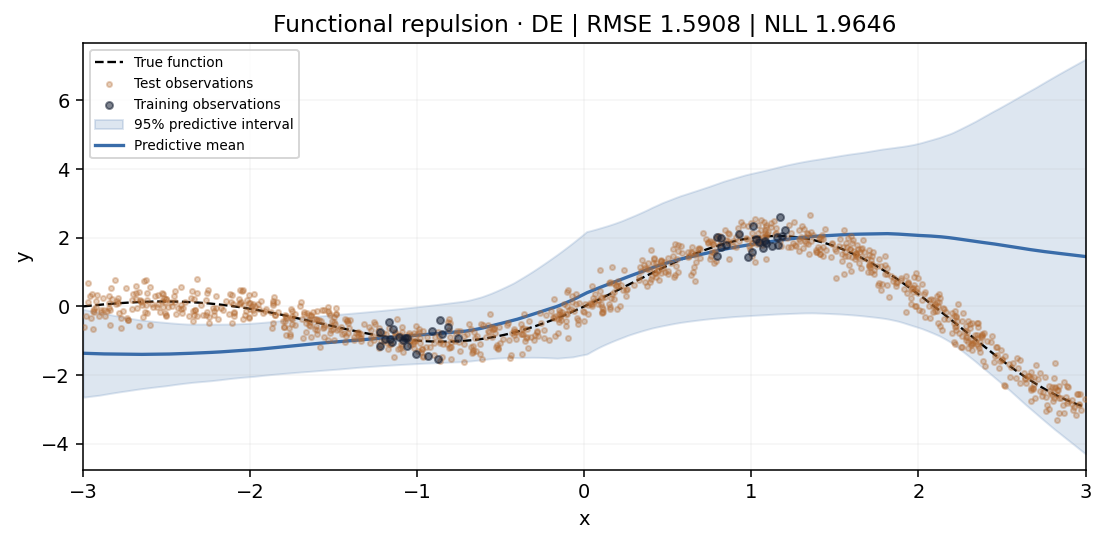 Functional repulsion · DE | RMSE 1.5908 | NLL 1.9646
True function
Test observations
Training observations
95% predictive interval
Predictive mean
y
6
4
2
0
−2
−4
−3
−2
−1
0
1
2
3
x